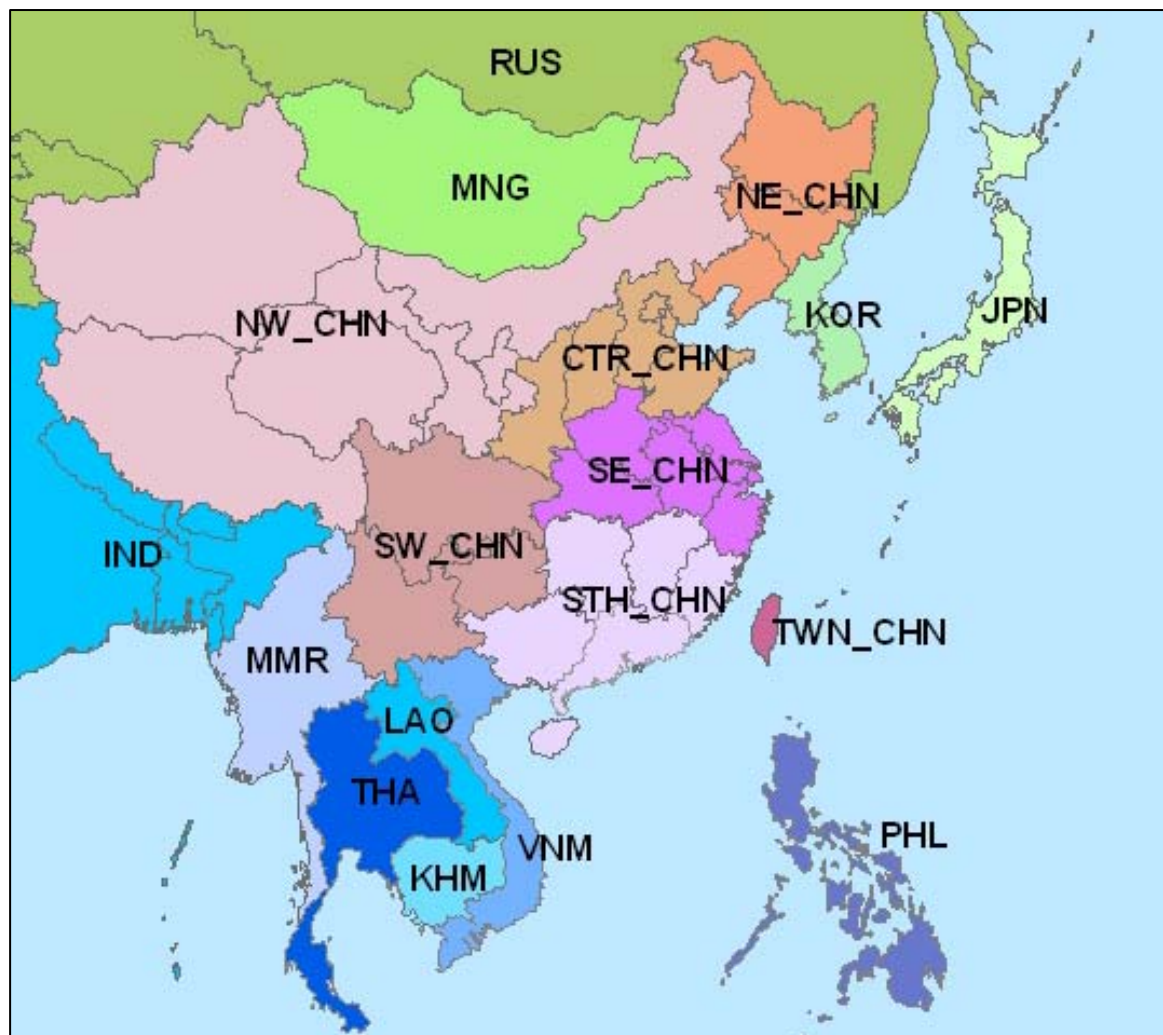 RUS
MNG
NE_CHN
NW_CHN
KOR
JPN
CTR_CHN
SE_CHN
IND
SW_CHN
STH_CHN
TWN_CHN
MMR
LAO
THA
VNM
PHL
KHM